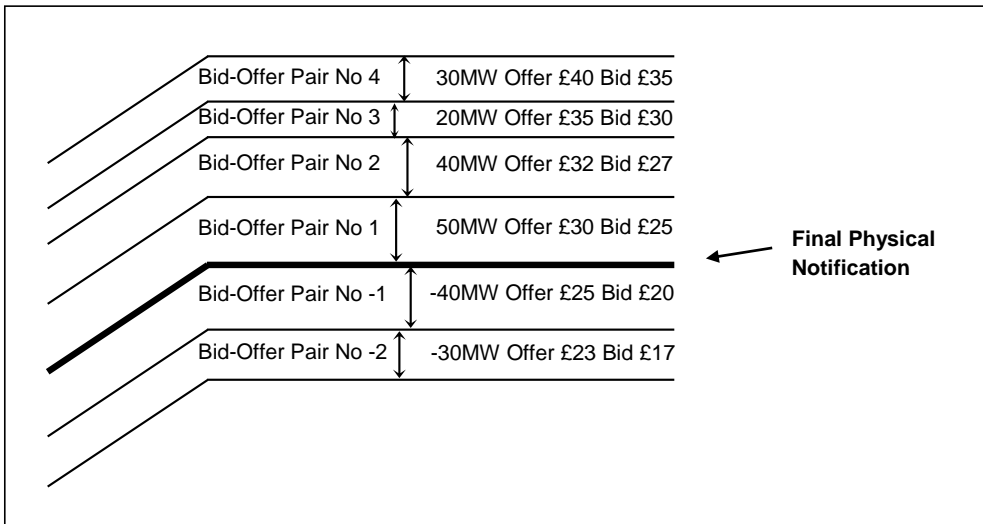 Bid-Offer Pair No 4 30MW Offer £40 Bid £35
Bid-Offer Pair No 3 20MW Offer £35 Bid £30
Bid-Offer Pair No 2 40MW Offer £32 Bid £27
Bid-Offer Pair No 1 50MW Offer £30 Bid £25
Final Physical
Notification
Bid-Offer Pair No -1 -40MW Offer £25 Bid £20
Bid-Offer Pair No -2 -30MW Offer £23 Bid £17